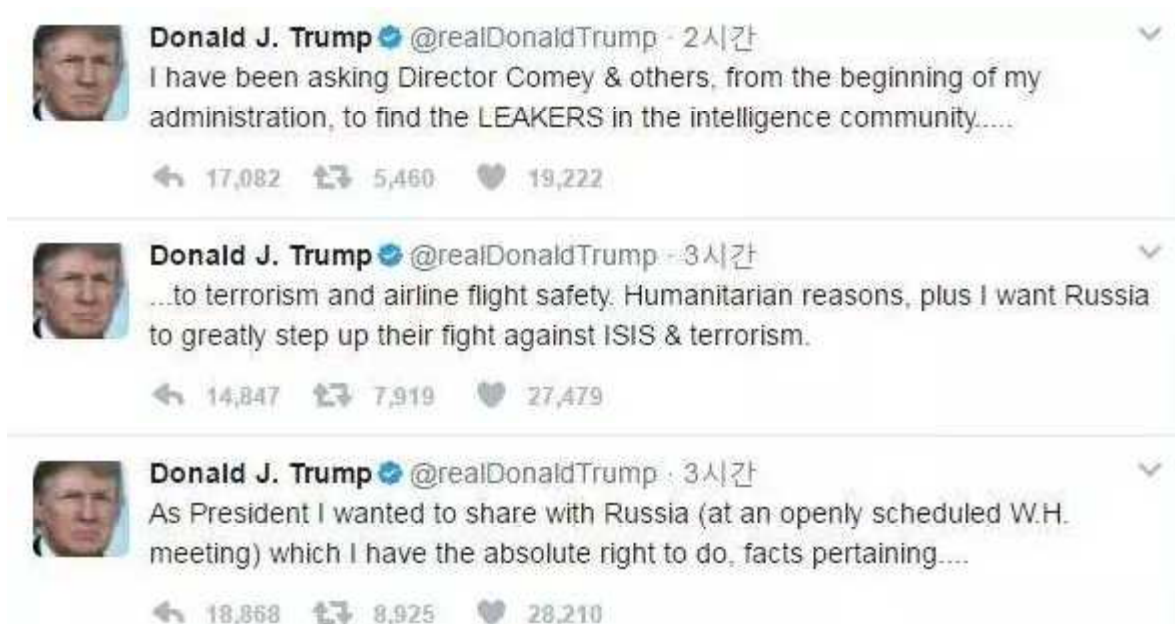 Donald J. Trump @realDonaldTrump · 2시간
I have been asking Director Comey & others, from the beginning of my
administration, to find the LEAKERS in the intelligence community.....
17,082 5,460 19,222
Donald J. Trump @realDonaldTrump · 3시간
...to terrorism and airline flight safety. Humanitarian reasons, plus I want Russia
to greatly step up their fight against ISIS & terrorism.
14,847 7,919 27,479
Donald J. Trump @realDonaldTrump · 3시간
As President I wanted to share with Russia (at an openly scheduled W.H.
meeting) which I have the absolute right to do, facts pertaining....
18,868 8,925 28,210